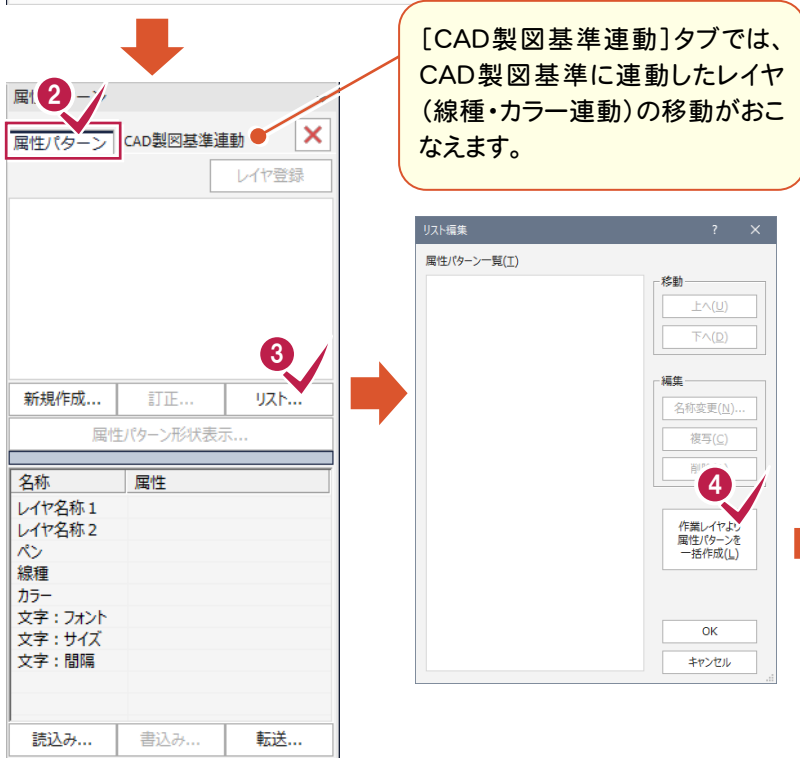 [CAD製図基準連動]タブでは、
CAD製図基準に連動したレイヤ
(線種・カラー連動)の移動がおこ
なえます。
2
属性パターン CAD製図基準連動
レイヤ登録
3
新規作成... 訂正... リスト...
属性パターン形状表示...
名称 属性
レイヤ名称1
レイヤ名称2
ペン
線種
カラー
文字:フォント
文字:サイズ
文字:間隔
読込み... 書込み... 転送...
リスト編集 ? ×
属性パターン一覧(T)
移動
上へ(U)
下へ(D)
編集
名称変更(N)...
複写(C)
4
作業レイヤより
属性パターンを
一括作成(L)
OK
キャンセル